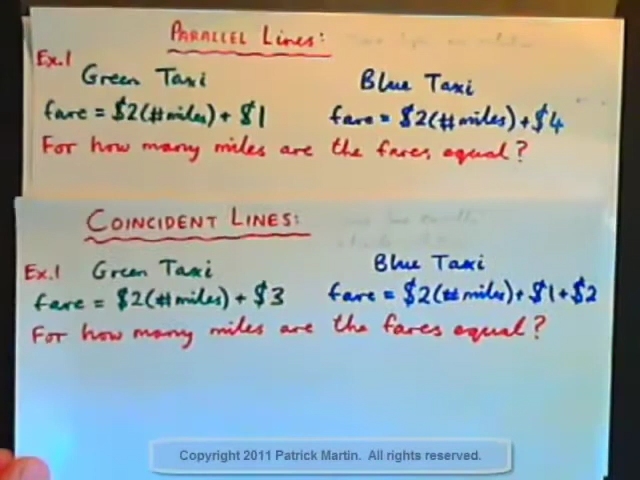 PARALLEL LINES:
Ex.1
Green Taxi Blue Taxi
fare = $2(#miles) + $1 fare = $2(#miles) + $4
For how many miles are the fares equal?
COINCIDENT LINES:
Ex.1 Green Taxi Blue Taxi
fare = $2(#miles) + $3 fare = $2(#miles) + $1 + $2
For how many miles are the fares equal?
Copyright 2011 Patrick Martin. All rights reserved.